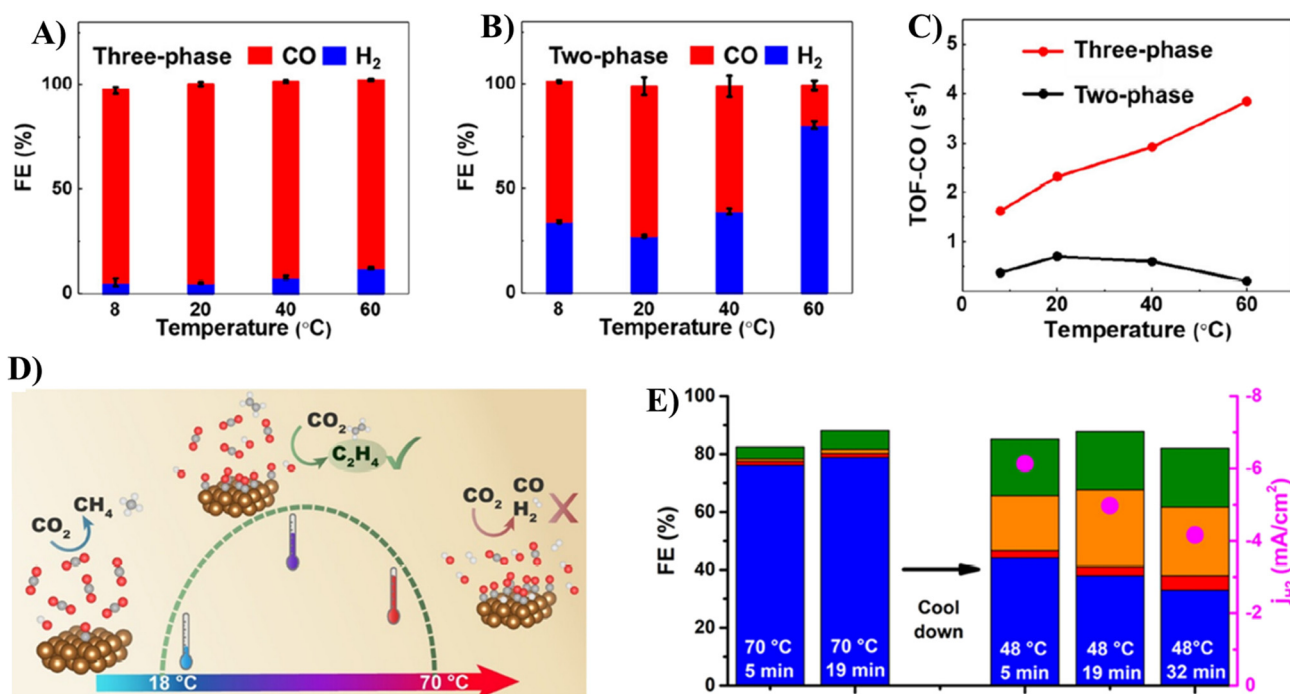 A)
Three-phase CO H2
FE (%)
100
50
0
8 20 40 60
Temperature (°C)
B)
Two-phase CO H2
FE (%)
100
50
0
8 20 40 60
Temperature (°C)
C)
Three-phase
Two-phase
TOF-CO ( s-1)
5
4
3
2
1
0 20 40 60
Temperature (°C)
D)
CO2
C2H4
CO2 CH4
CO2 CO
H2
18 °C
70 °C
E)
FE (%)
100
80
60
40
20
0
70 °C
5 min
70 °C
19 min
Cool
down
48 °C
5 min
48 °C
19 min
48°C
32 min
-8
-6
-4
-2
0
jH2 (mA/cm2)